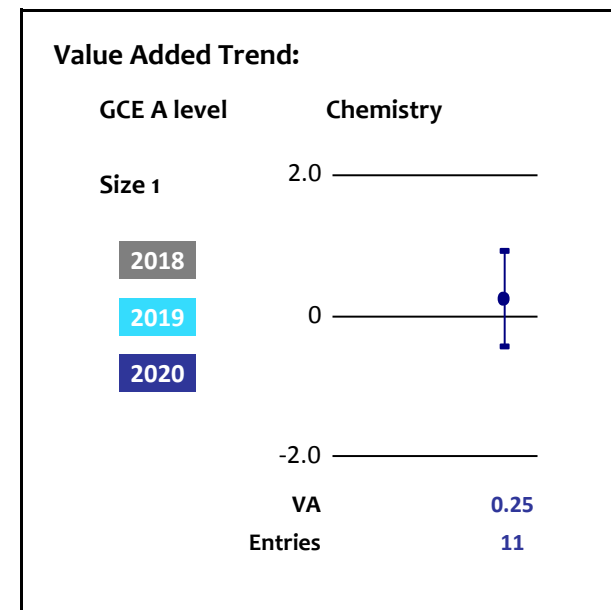 Value Added Trend:
GCE A level Chemistry
Size 1
2.0
2018
2019
0
2020
-2.0
VA 0.25
Entries 11